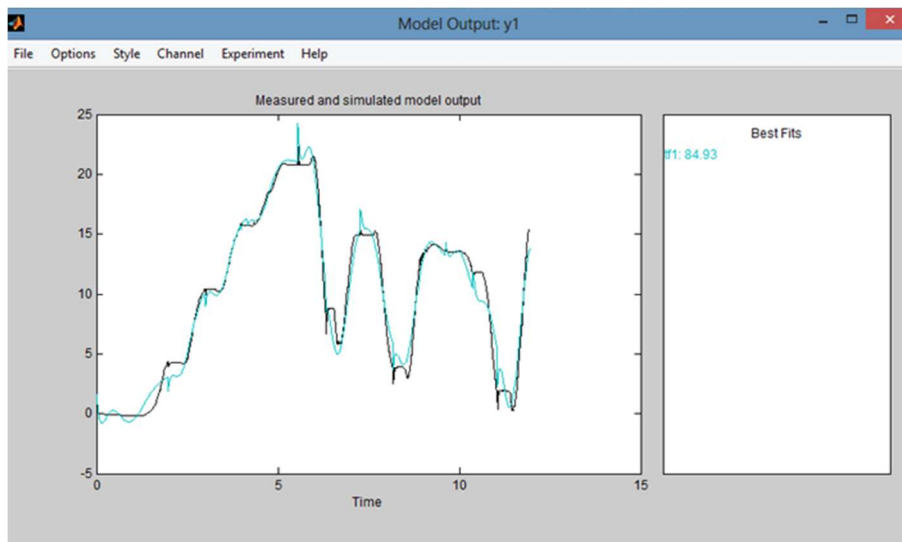 Model Output: y1
File Options Style Channel Experiment Help
Measured and simulated model output
Best Fits
tf1: 84.93
25
20
15
10
5
0
-5
0 5 10 15
Time